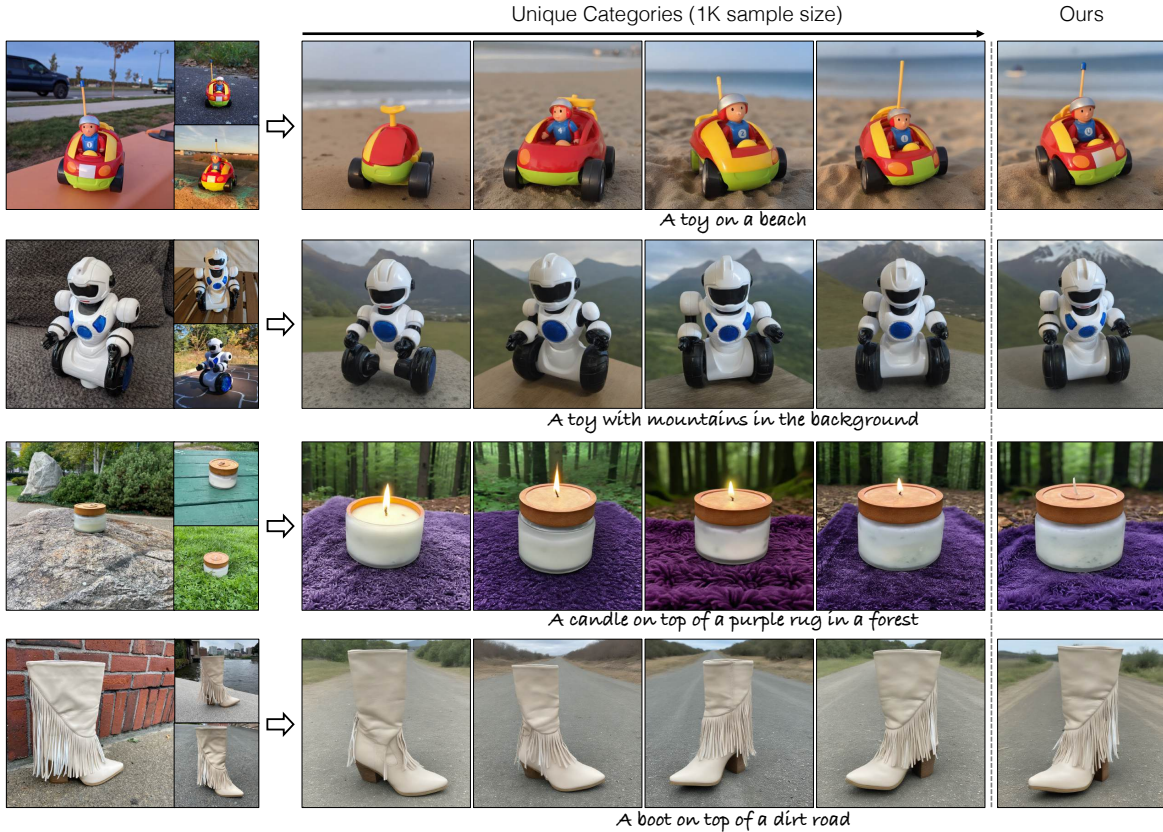 Unique Categories (1K sample size)
Ours
A toy on a beach
A toy with mountains in the background
A candle on top of a purple rug in a forest
A boot on top of a dirt road